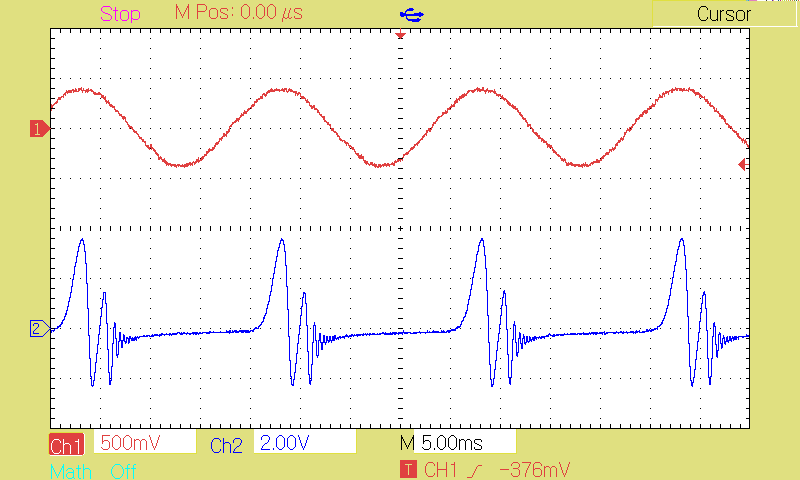 Stop M Pos: 0.00 µs Cursor
1
2
Ch1 500mV Ch2 2.00V M 5.00ms
Math Off T CH1 -376mV